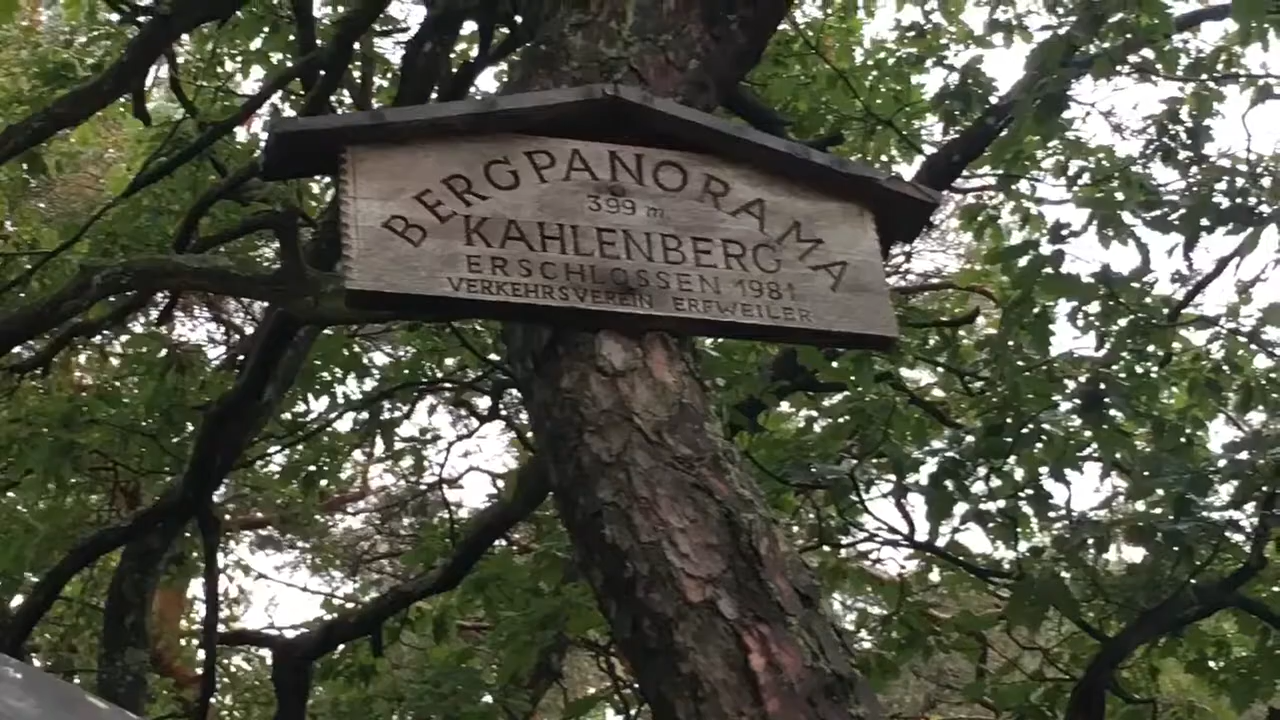 BERGPANORAMA
399 m
KAHLENBERG
ERSCHLOSSEN 1981
VERKEHRSVEREIN ERFWEILER